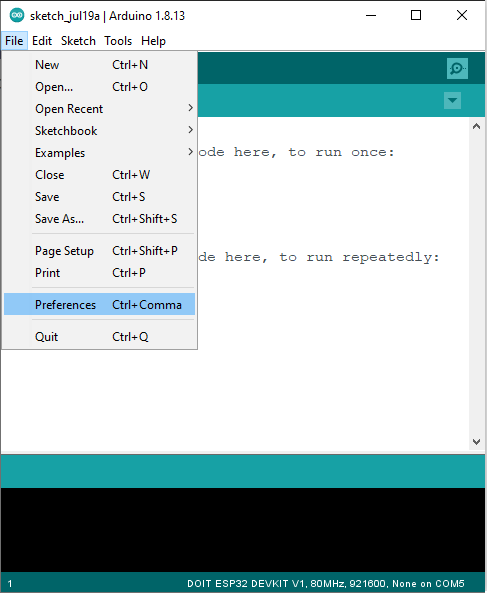 sketch_jul19a | Arduino 1.8.13
File Edit Sketch Tools Help
New Ctrl+N
Open... Ctrl+O
Open Recent
Sketchbook
Examples
Close Ctrl+W
Save Ctrl+S
Save As... Ctrl+Shift+S
Page Setup Ctrl+Shift+P
Print Ctrl+P
Preferences Ctrl+Comma
Quit Ctrl+Q
ode here, to run once:
de here, to run repeatedly:
1 DOIT ESP32 DEVKIT V1, 80MHz, 921600, None on COM5